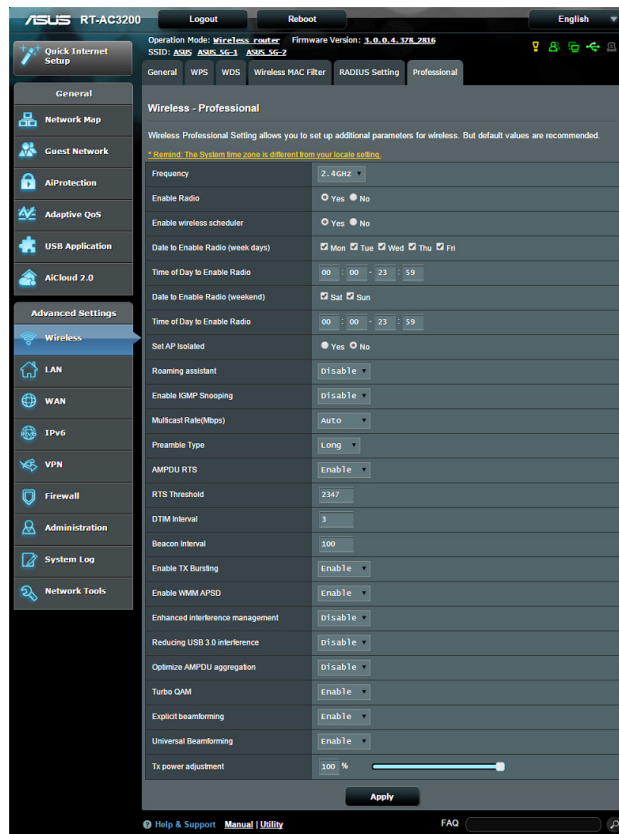 ASUS RT-AC3200 Logout Reboot English
Operation Mode: Wireless router Firmware Version: 3.0.0.4.378_2816
SSID: ASUS ASUS_5G-1 ASUS_5G-2
Quick Internet Setup
General WPS WDS Wireless MAC Filter RADIUS Setting Professional
General
Network Map
Guest Network
AiProtection
Adaptive QoS
USB Application
AiCloud 2.0
Advanced Settings
Wireless
LAN
WAN
IPv6
VPN
Firewall
Administration
System Log
Network Tools
Wireless - Professional
Wireless Professional Setting allows you to set up additional parameters for wireless. But default values are recommended.
* Remind: The System time zone is different from your locale setting.
Frequency 2.4GHz
Enable Radio Yes No
Enable wireless scheduler Yes No
Date to Enable Radio (week days) Mon Tue Wed Thu Fri
Time of Day to Enable Radio 00 : 00 - 23 : 59
Date to Enable Radio (weekend) Sat Sun
Time of Day to Enable Radio 00 : 00 - 23 : 59
Set AP Isolated Yes No
Roaming assistant Disable
Enable IGMP Snooping Disable
Multicast Rate(Mbps) Auto
Preamble Type Long
AMPDU RTS Enable
RTS Threshold 2347
DTIM Interval 3
Beacon Interval 100
Enable TX Bursting Enable
Enable WMM APSD Enable
Enhanced interference management Disable
Reducing USB 3.0 interference Disable
Optimize AMPDU aggregation Disable
Turbo QAM Enable
Explicit beamforming Enable
Universal Beamforming Enable
Tx power adjustment 100 %
Apply
Help & Support Manual | Utility FAQ